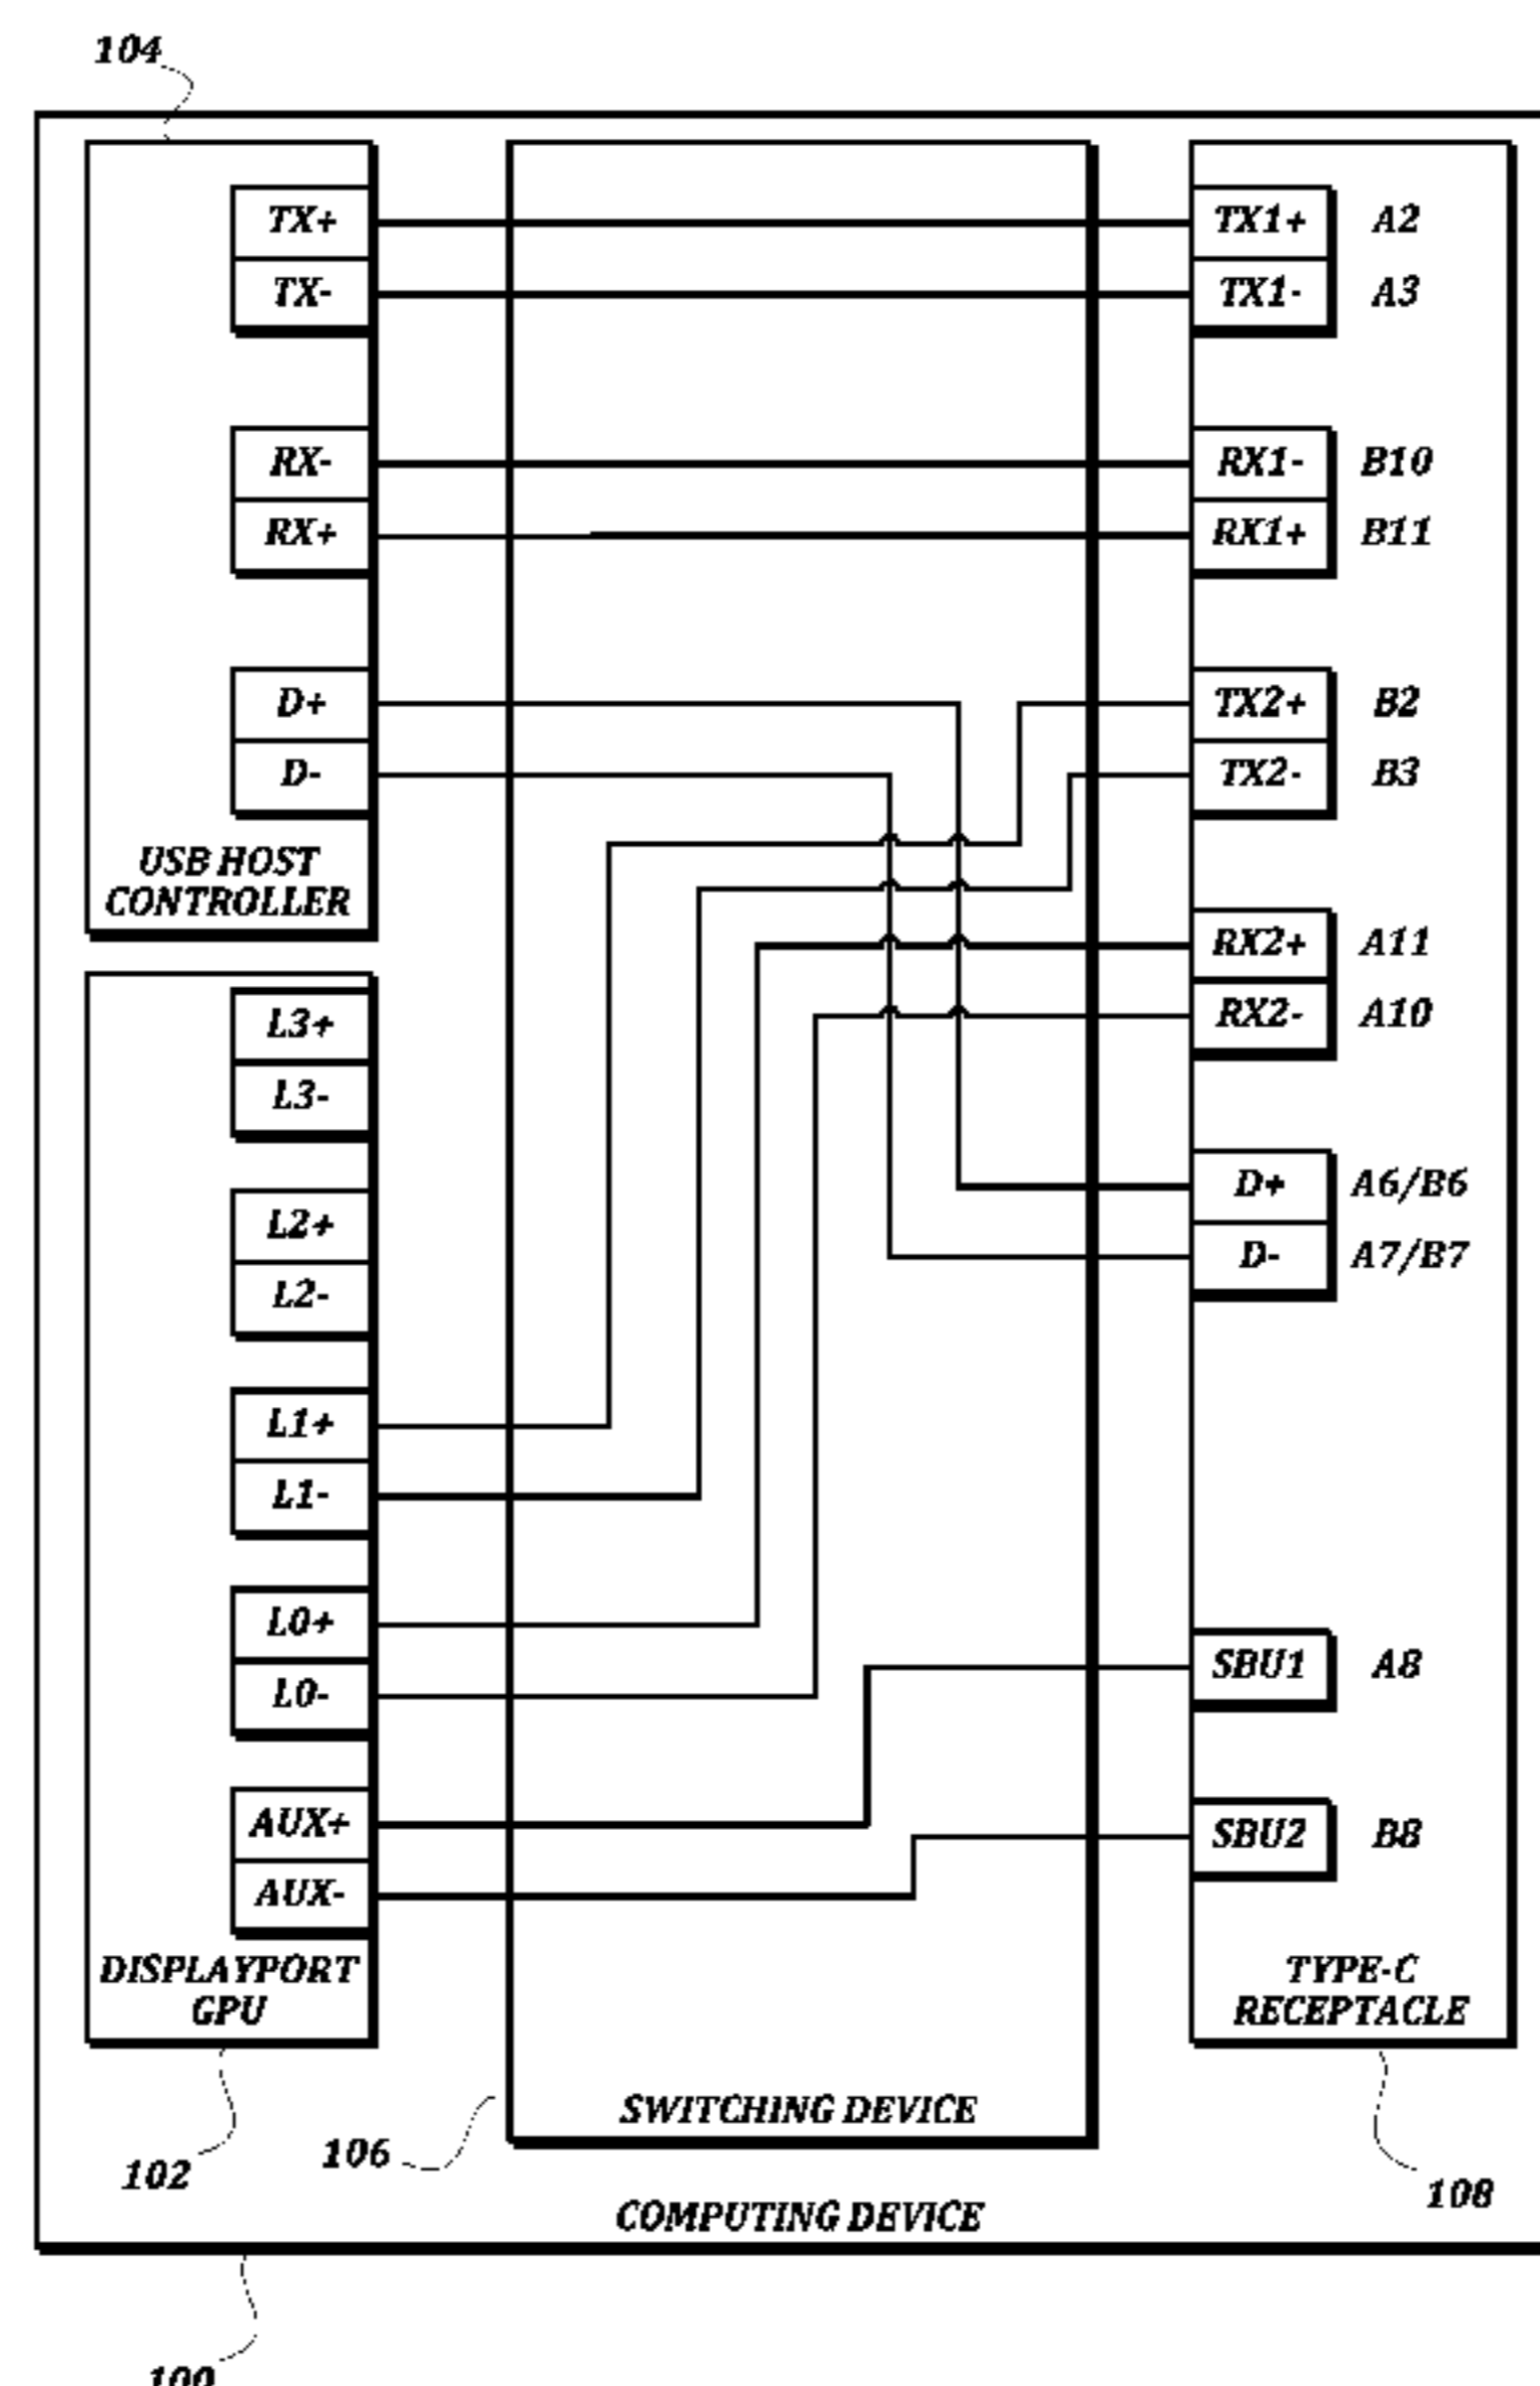 104
TX+
TX-
RX-
RX+
D+
D-
USB HOST
CONTROLLER
L3+
L3-
L2+
L2-
L1+
L1-
L0+
L0-
AUX+
AUX-
DISPLAYPORT
GPU
102
106
SWITCHING DEVICE
COMPUTING DEVICE
100
TX1+ A2
TX1- A3
RX1- B10
RX1+ B11
TX2+ B2
TX2- B3
RX2+ A11
RX2- A10
D+ A6/B6
D- A7/B7
SBU1 A8
SBU2 B8
TYPE-C
RECEPTACLE
108